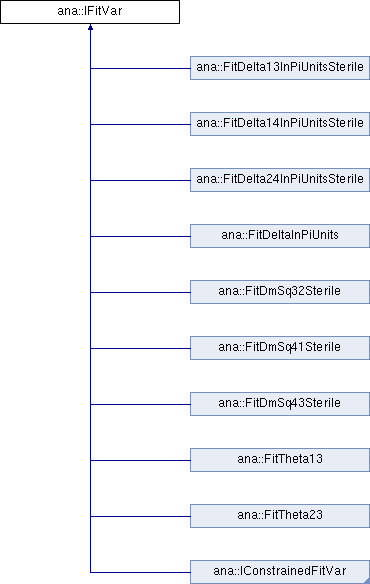 ana::IFitVar
ana::FitDelta13InPiUnitsSterile
ana::FitDelta14InPiUnitsSterile
ana::FitDelta24InPiUnitsSterile
ana::FitDeltaInPiUnits
ana::FitDmSq32Sterile
ana::FitDmSq41Sterile
ana::FitDmSq43Sterile
ana::FitTheta13
ana::FitTheta23
ana::IConstrainedFitVar